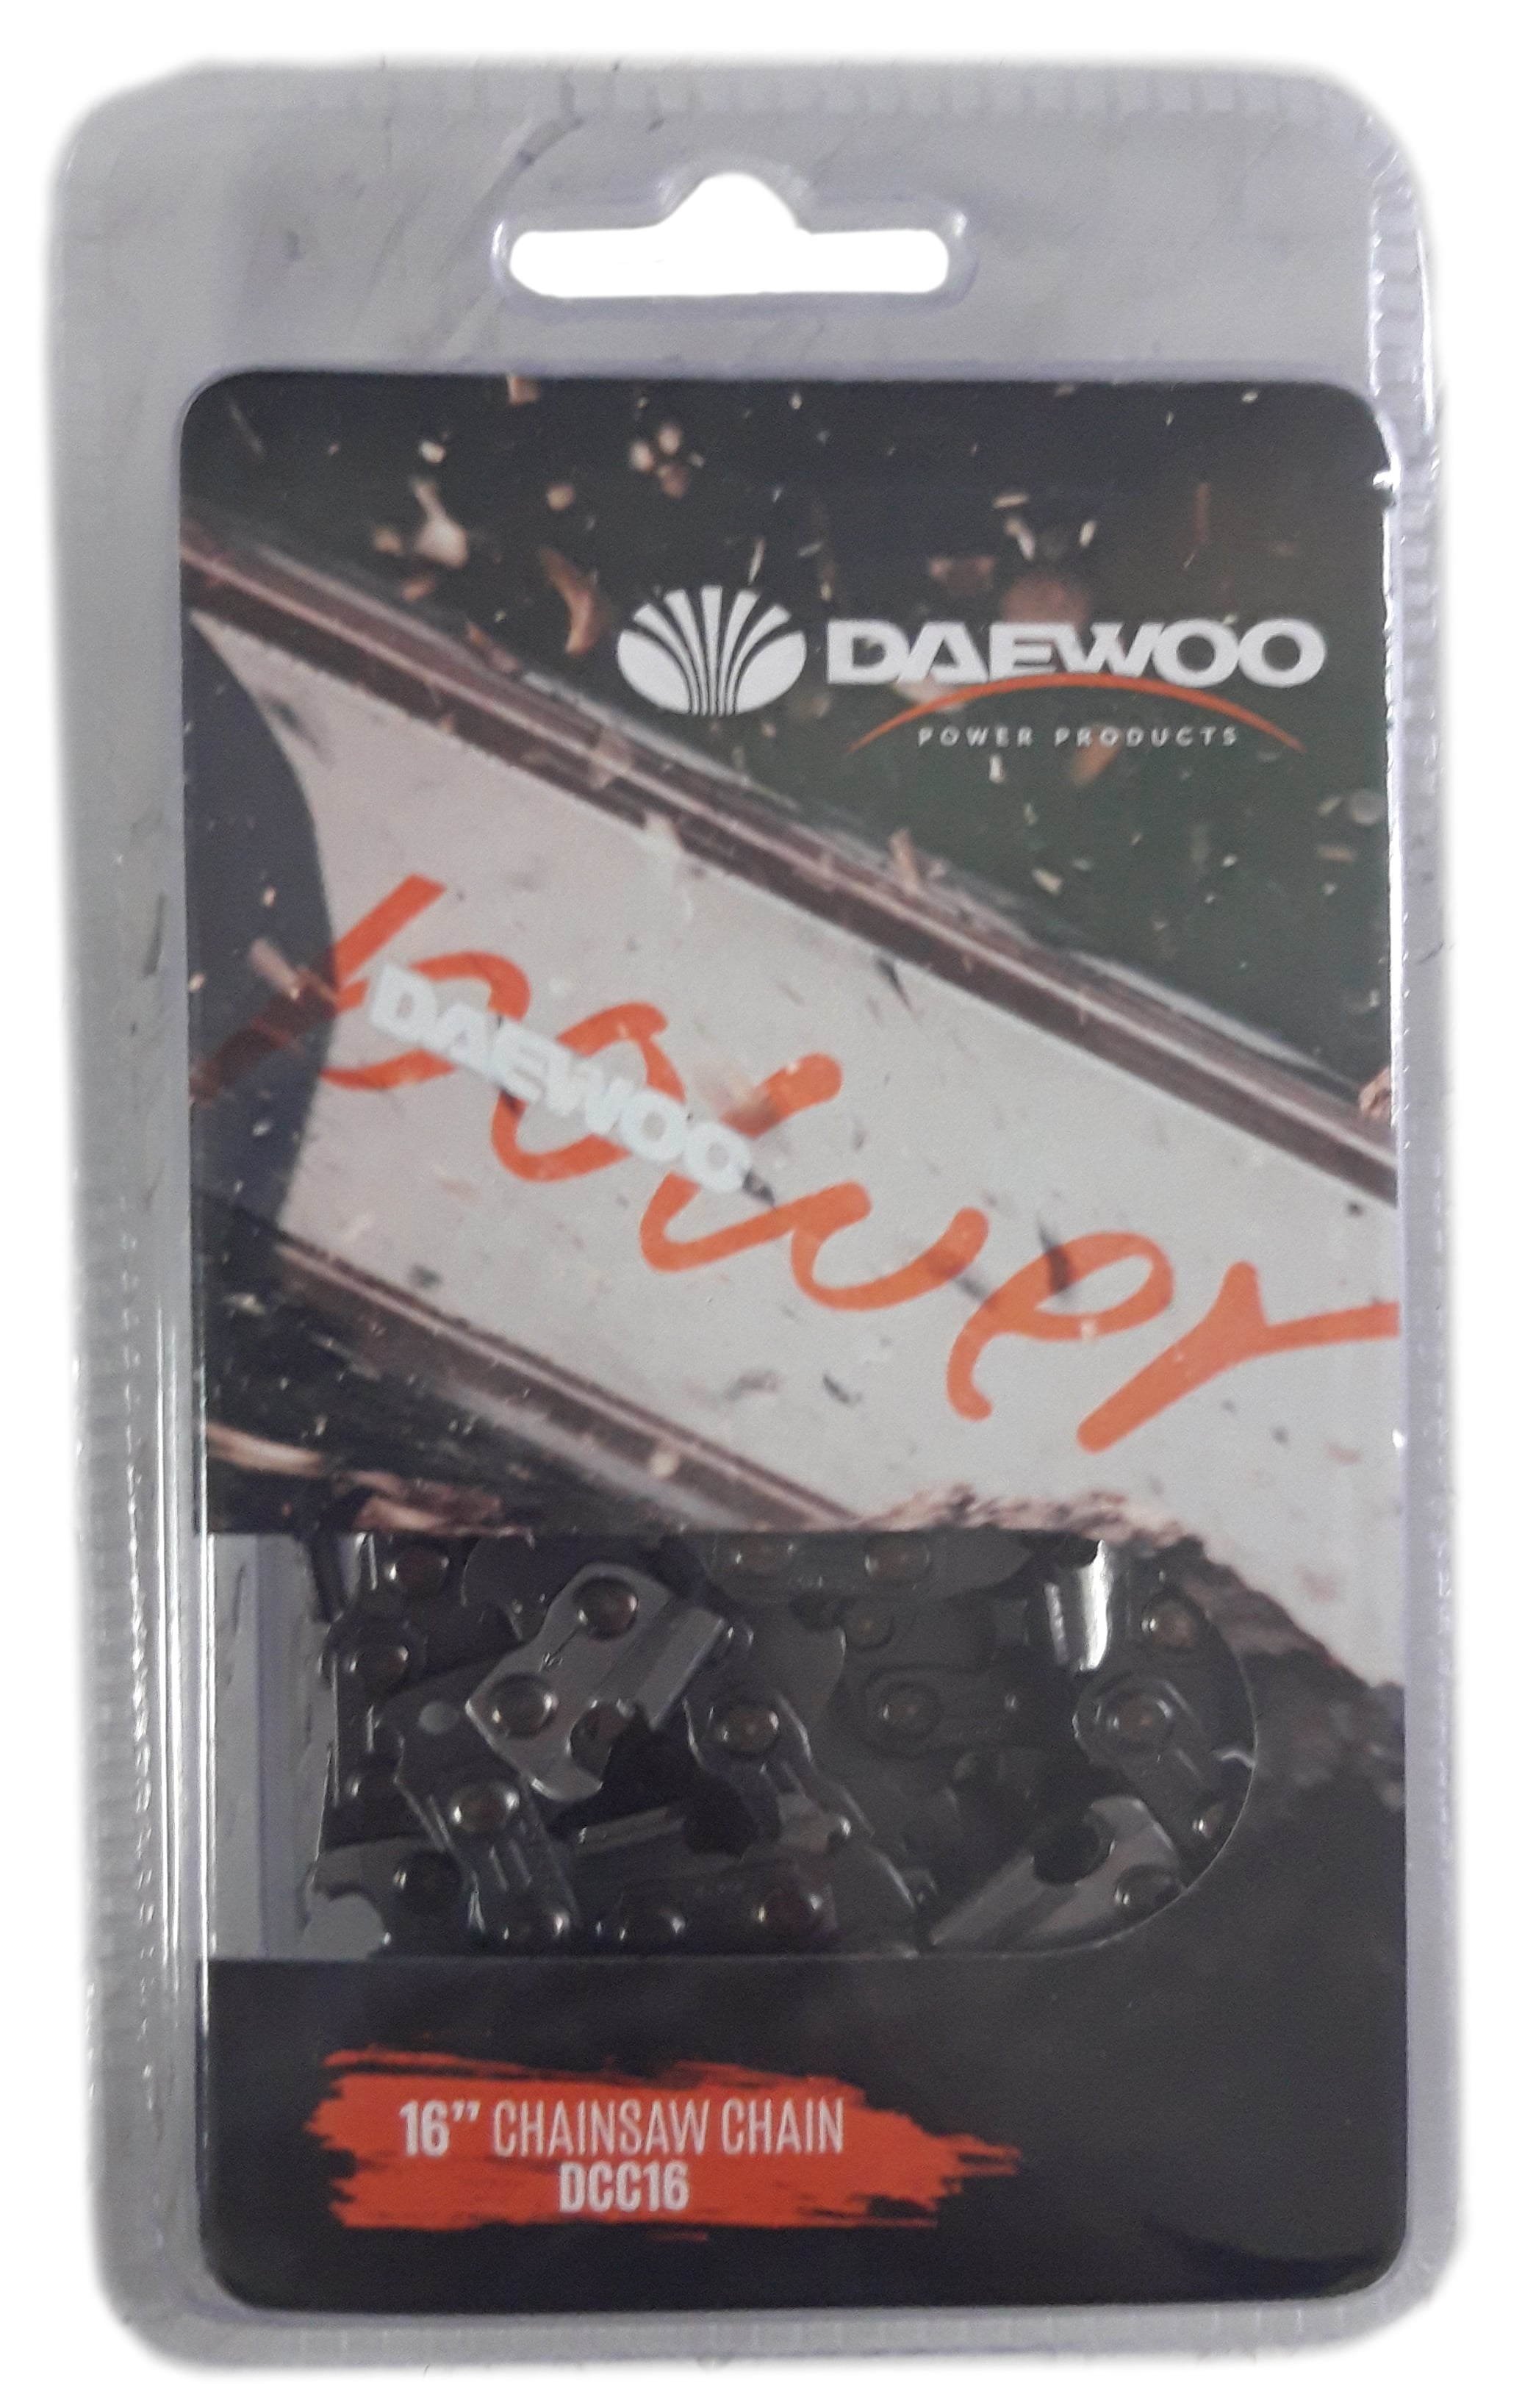 DAEWOO
POWER PRODUCTS
power
DAEWOO
16" CHAINSAW CHAIN
DCC16